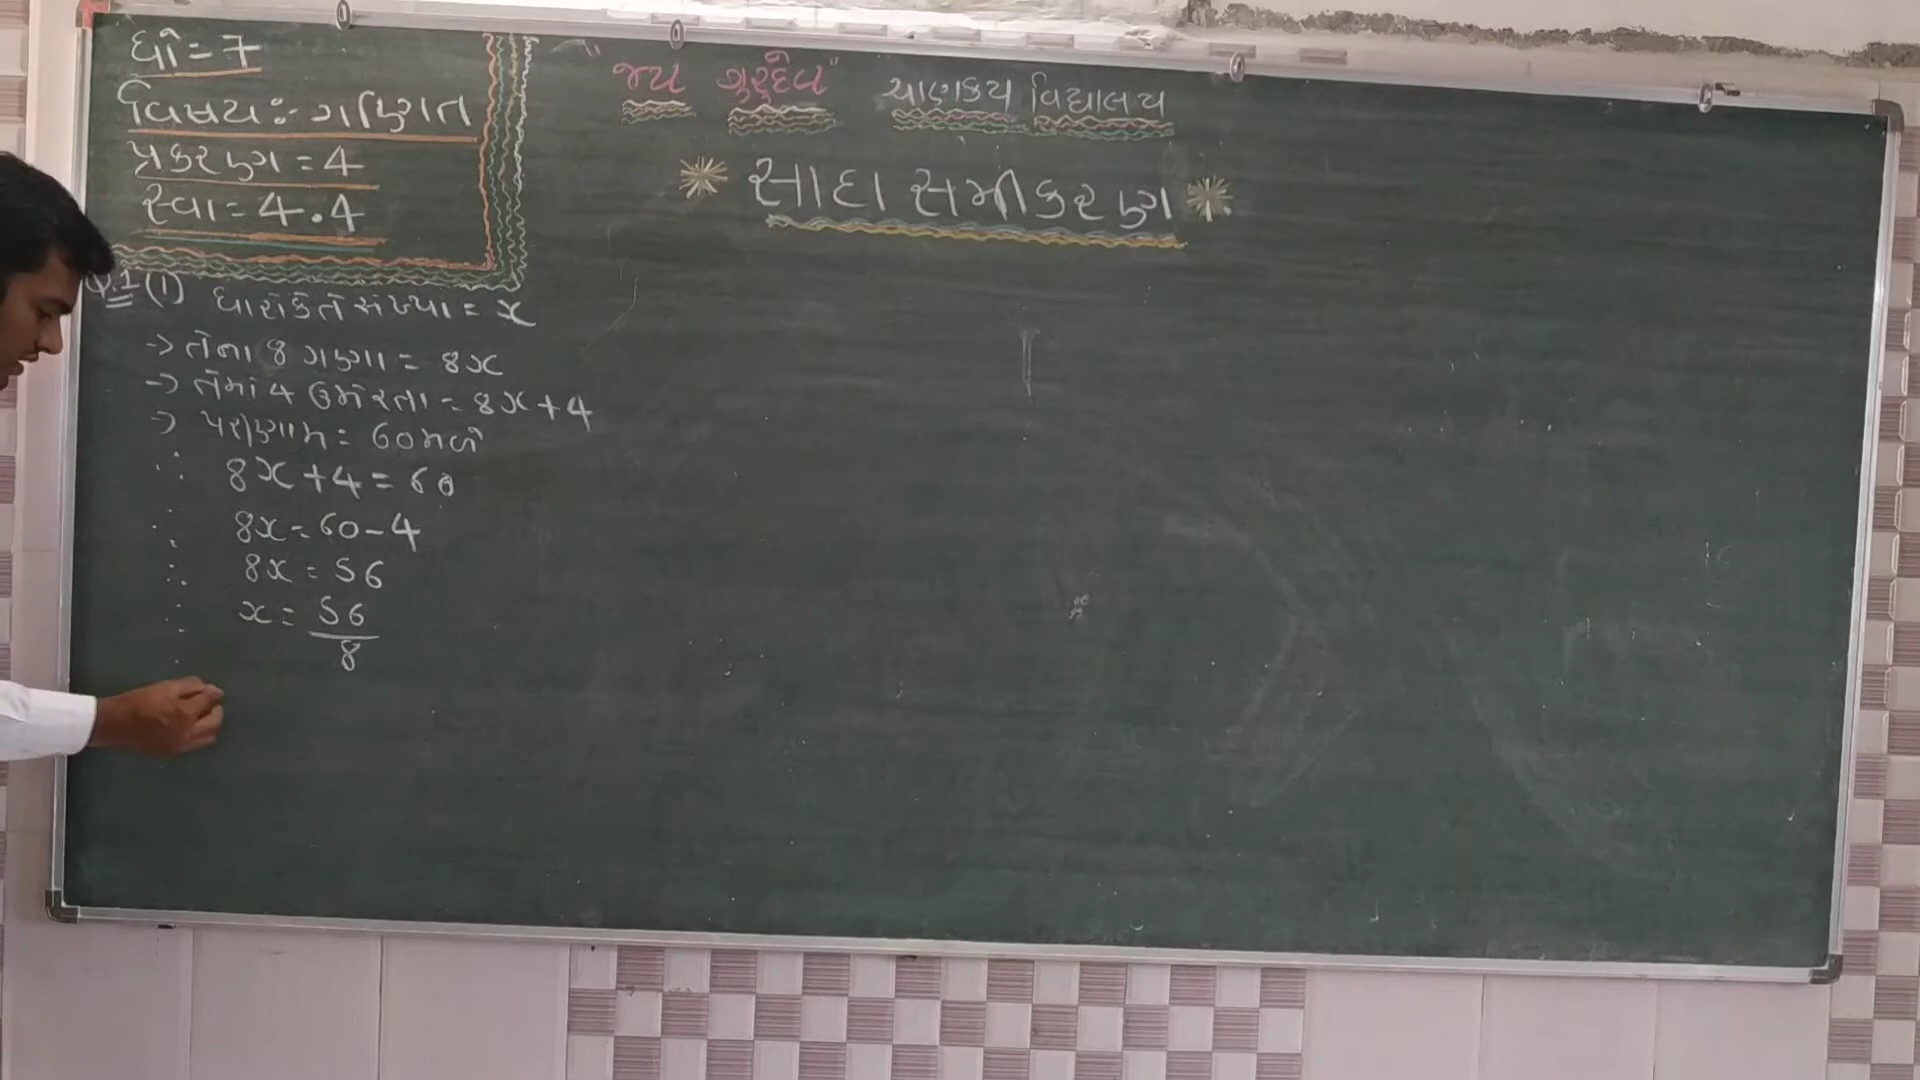 ધો = 7
વિષય :- ગણિત
પ્રકરણ = 4
સ્વા = 4.4
"જય ગુરુદેવ" ચાણકય વિદ્યાલય
સાદા સમીકરણ
Q.1 (1) ધારોકે તે સંખ્યા = x
→ તેના 8 ગણા = 8x
→ તેમાં 4 ઉમેરતા = 8x + 4
→ પરિણામ = 60 મળે
∴ 8x + 4 = 60
∴ 8x = 60 - 4
∴ 8x = 56
∴ x = 56/8